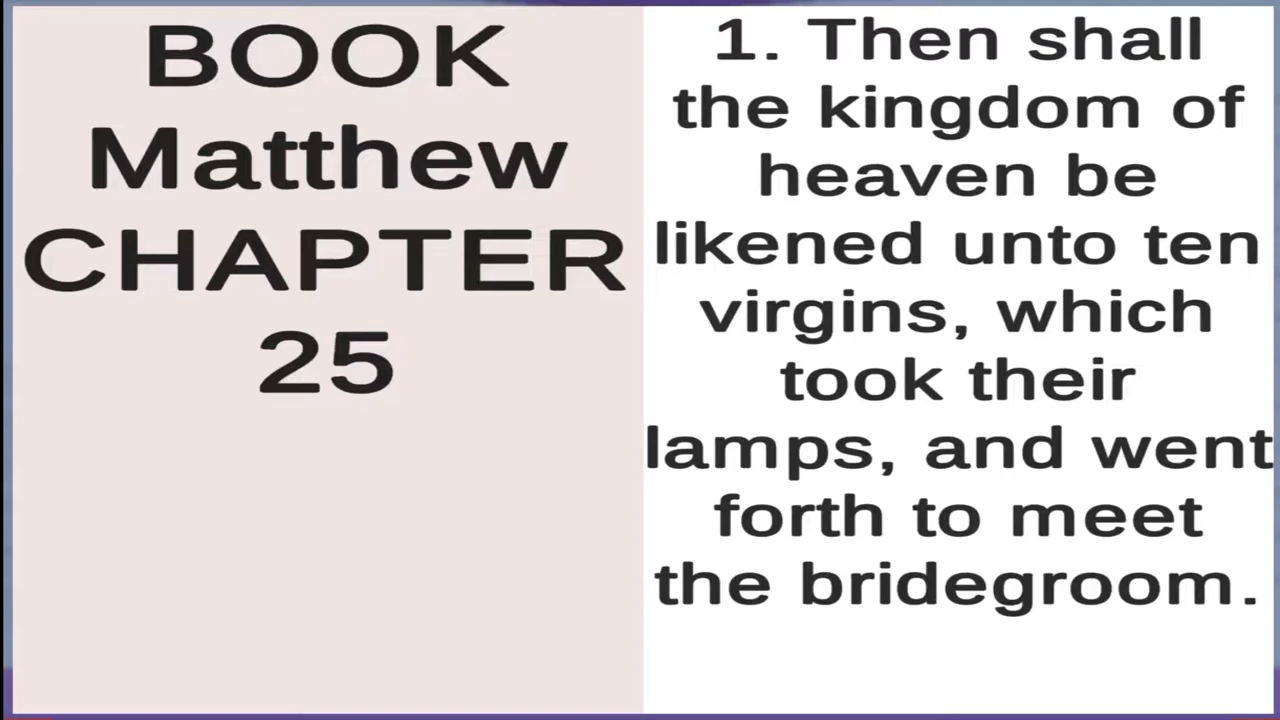 BOOK
Matthew
CHAPTER
25
1. Then shall
the kingdom of
heaven be
likened unto ten
virgins, which
took their
lamps, and went
forth to meet
the bridegroom.